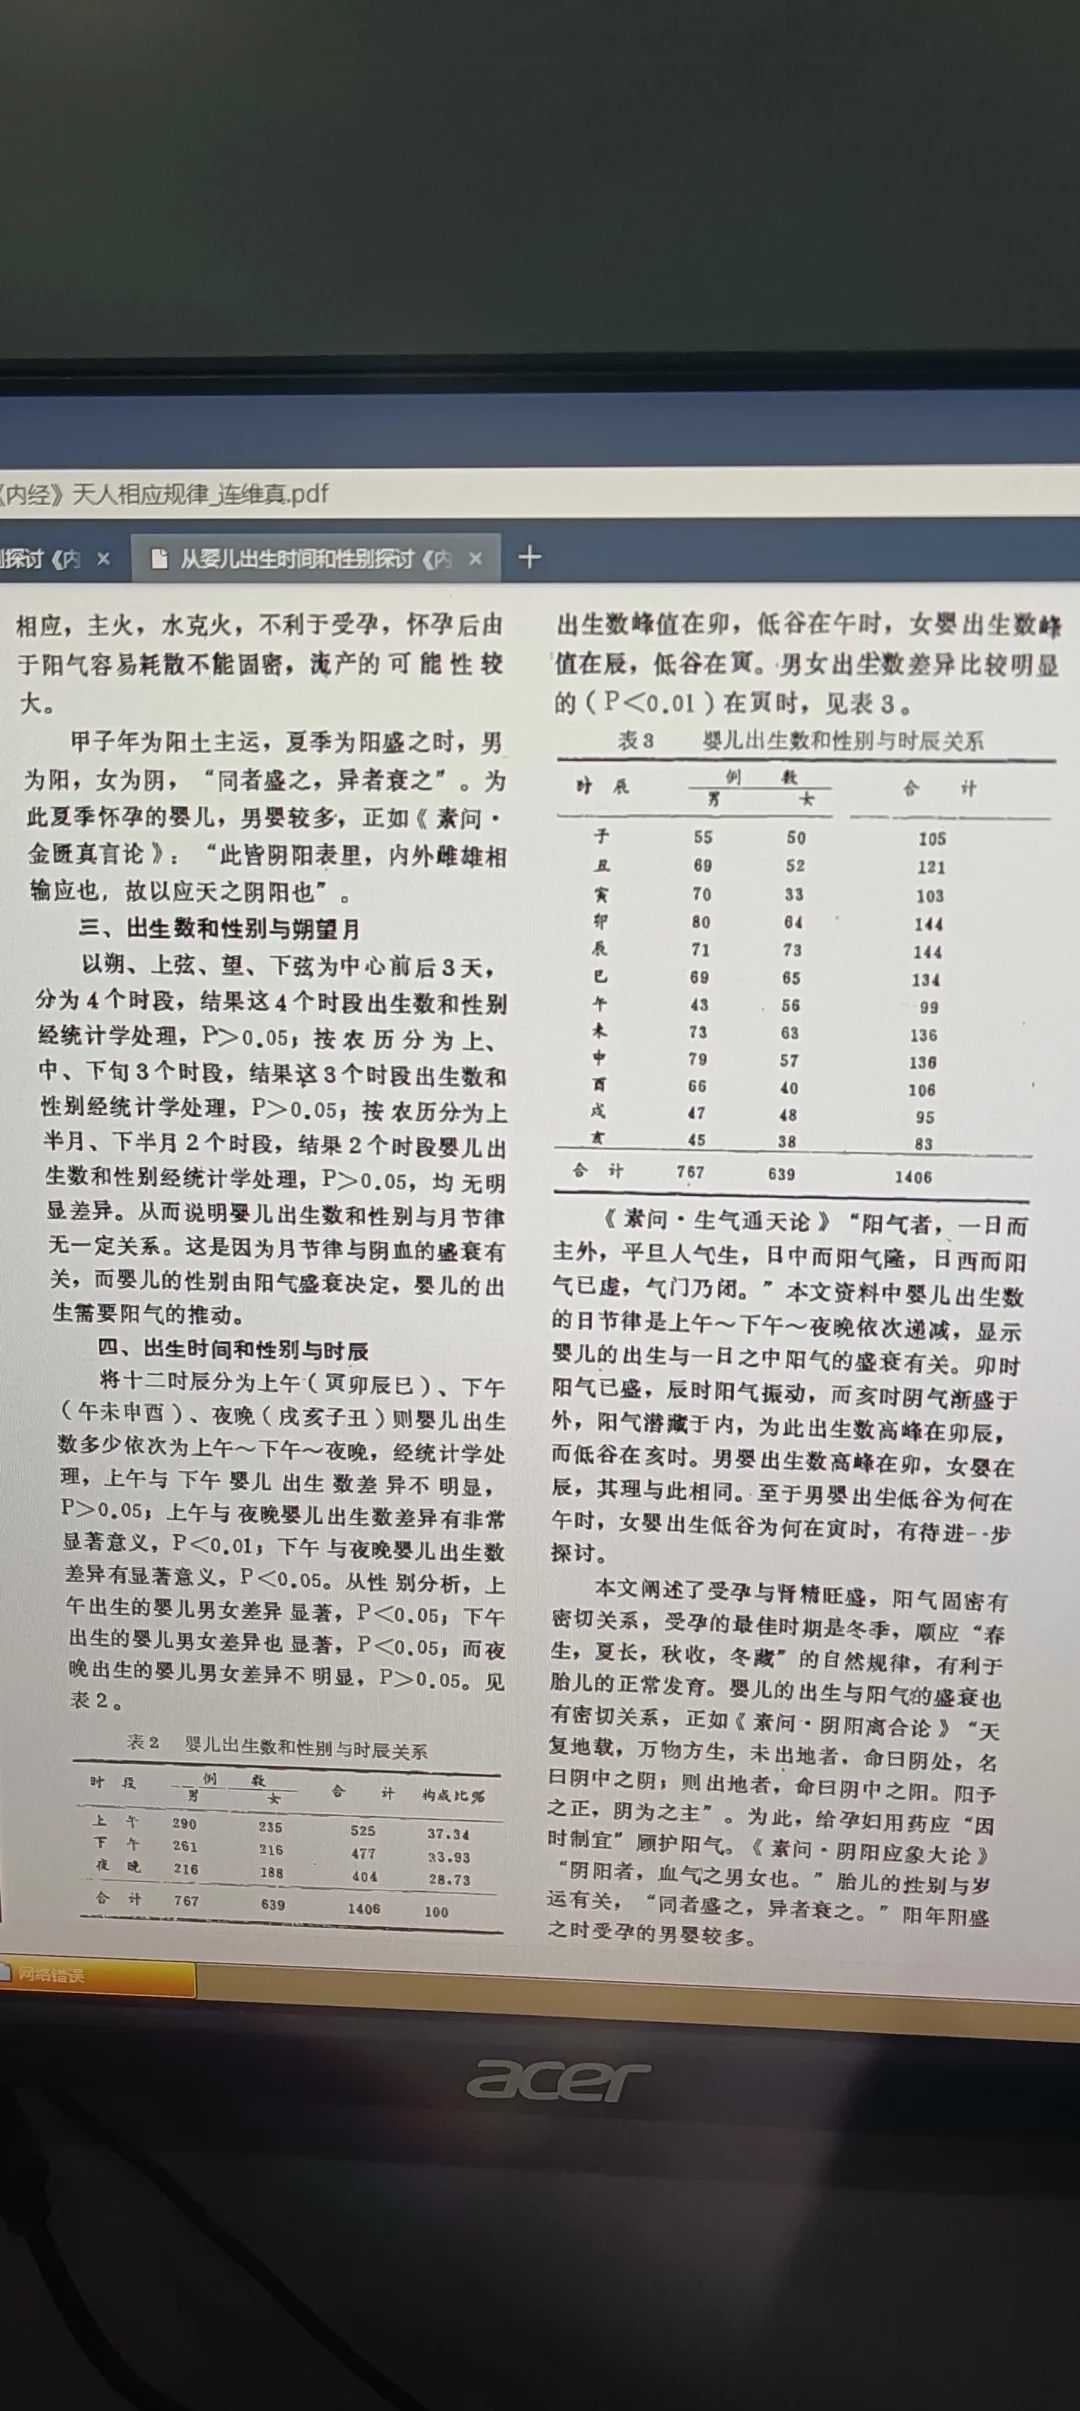 《内经》天人相应规律_连维真.pdf
别探讨《内 ×
从婴儿出生时间和性别探讨《内 × +
相应，主火，水克火，不利于受孕，怀孕后由
于阳气容易耗散不能固密，流产的可能性较
大。
甲子年为阳土主运，夏季为阳盛之时，男
为阳，女为阴，“同者盛之，异者衰之”。为
此夏季怀孕的婴儿，男婴较多，正如《素问·
金匮真言论》：“此皆阴阳表里，内外雌雄相
输应也，故以应天之阴阳也”。
三、出生数和性别与朔望月
以朔、上弦、望、下弦为中心前后3天，
分为4个时段，结果这4个时段出生数和性别
经统计学处理，P＞0.05；按农历分为上、
中、下旬3个时段，结果这3个时段出生数和
性别经统计学处理，P＞0.05；按农历分为上
半月、下半月2个时段，结果2个时段婴儿出
生数和性别经统计学处理，P＞0.05，均无明
显差异。从而说明婴儿出生数和性别与月节律
无一定关系。这是因为月节律与阴血的盛衰有
关，而婴儿的性别由阳气盛衰决定，婴儿的出
生需要阳气的推动。
四、出生时间和性别与时辰
将十二时辰分为上午（寅卯辰巳）、下午
（午未申酉）、夜晚（戌亥子丑）则婴儿出生
数多少依次为上午～下午～夜晚，经统计学处
理，上午与下午婴儿出生数差异不明显，
P＞0.05；上午与夜晚婴儿出生数差异有非常
显著意义，P＜0.01；下午与夜晚婴儿出生数
差异有显著意义，P＜0.05。从性别分析，上
午出生的婴儿男女差异显著，P＜0.05；下午
出生的婴儿男女差异也显著，P＜0.05；而夜
晚出生的婴儿男女差异不明显，P＞0.05。见
表2。
表2 婴儿出生数和性别与时辰关系
时段 例数 合计 构成比%
男 女
上午 290 235 525 37.34
下午 261 216 477 33.93
夜晚 216 188 404 28.73
合计 767 639 1406 100
出生数峰值在卯，低谷在午时，女婴出生数峰
值在辰，低谷在寅。男女出生数差异比较明显
的（P＜0.01）在寅时，见表3。
表3 婴儿出生数和性别与时辰关系
时辰 例数 合计
男 女
子 55 50 105
丑 69 52 121
寅 70 33 103
卯 80 64 144
辰 71 73 144
巳 69 65 134
午 43 56 99
未 73 63 136
申 79 57 136
酉 66 40 106
戌 47 48 95
亥 45 38 83
合计 767 639 1406
《素问·生气通天论》“阳气者，一日而
主外，平旦人气生，日中而阳气隆，日西而阳
气已虚，气门乃闭。”本文资料中婴儿出生数
的日节律是上午～下午～夜晚依次递减，显示
婴儿的出生与一日之中阳气的盛衰有关。卯时
阳气已盛，辰时阳气振动，而亥时阴气渐盛于
外，阳气潜藏于内，为此出生数高峰在卯辰，
而低谷在亥时。男婴出生数高峰在卯，女婴在
辰，其理与此相同。至于男婴出生低谷为何在
午时，女婴出生低谷为何在寅时，有待进一步
探讨。
本文阐述了受孕与肾精旺盛，阳气固密有
密切关系，受孕的最佳时期是冬季，顺应“春
生，夏长，秋收，冬藏”的自然规律，有利于
胎儿的正常发育。婴儿的出生与阳气的盛衰也
有密切关系，正如《素问·阴阳离合论》“天
复地载，万物方生，未出地者，命曰阴处，名
曰阴中之阴；则出地者，命曰阴中之阳。阳予
之正，阴为之主”。为此，给孕妇用药应“因
时制宜”顾护阳气。《素问·阴阳应象大论》
“阴阳者，血气之男女也。”胎儿的性别与岁
运有关，“同者盛之，异者衰之。”阳年阳盛
之时受孕的男婴较多。
网络错误
acer